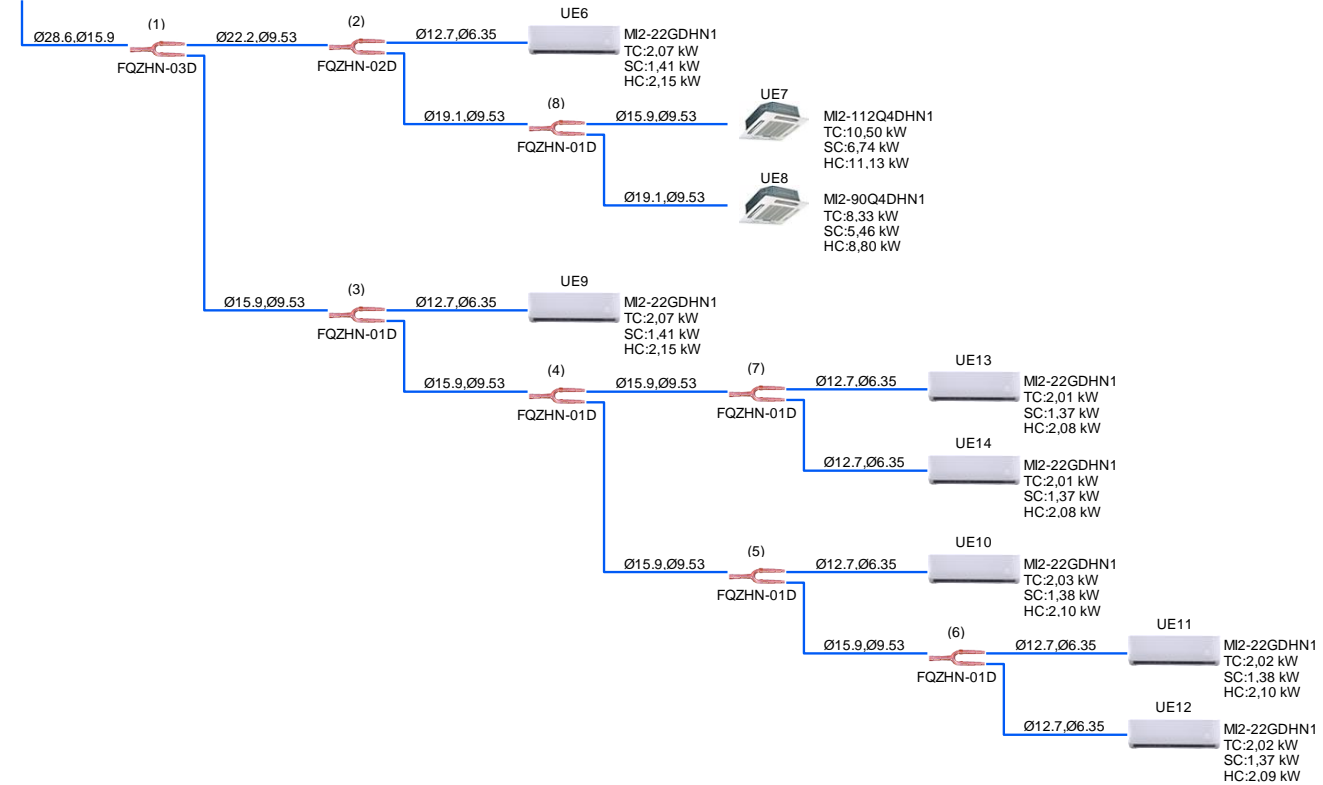 (1)
Ø28.6,Ø15.9
FQZHN-03D
Ø22.2,Ø9.53
(2)
FQZHN-02D
Ø12.7,Ø6.35
UE6
MI2-22GDHN1
TC:2,07 kW
SC:1,41 kW
HC:2,15 kW
Ø19.1,Ø9.53
(8)
FQZHN-01D
Ø15.9,Ø9.53
UE7
MI2-112Q4DHN1
TC:10,50 kW
SC:6,74 kW
HC:11,13 kW
Ø19.1,Ø9.53
UE8
MI2-90Q4DHN1
TC:8,33 kW
SC:5,46 kW
HC:8,80 kW
Ø15.9,Ø9.53
(3)
FQZHN-01D
Ø12.7,Ø6.35
UE9
MI2-22GDHN1
TC:2,07 kW
SC:1,41 kW
HC:2,15 kW
Ø15.9,Ø9.53
(4)
FQZHN-01D
Ø15.9,Ø9.53
(7)
FQZHN-01D
Ø12.7,Ø6.35
UE13
MI2-22GDHN1
TC:2,01 kW
SC:1,37 kW
HC:2,08 kW
Ø12.7,Ø6.35
UE14
MI2-22GDHN1
TC:2,01 kW
SC:1,37 kW
HC:2,08 kW
Ø15.9,Ø9.53
(5)
FQZHN-01D
Ø12.7,Ø6.35
UE10
MI2-22GDHN1
TC:2,03 kW
SC:1,38 kW
HC:2,10 kW
Ø15.9,Ø9.53
(6)
FQZHN-01D
Ø12.7,Ø6.35
UE11
MI2-22GDHN1
TC:2,02 kW
SC:1,38 kW
HC:2,10 kW
Ø12.7,Ø6.35
UE12
MI2-22GDHN1
TC:2,02 kW
SC:1,37 kW
HC:2,09 kW